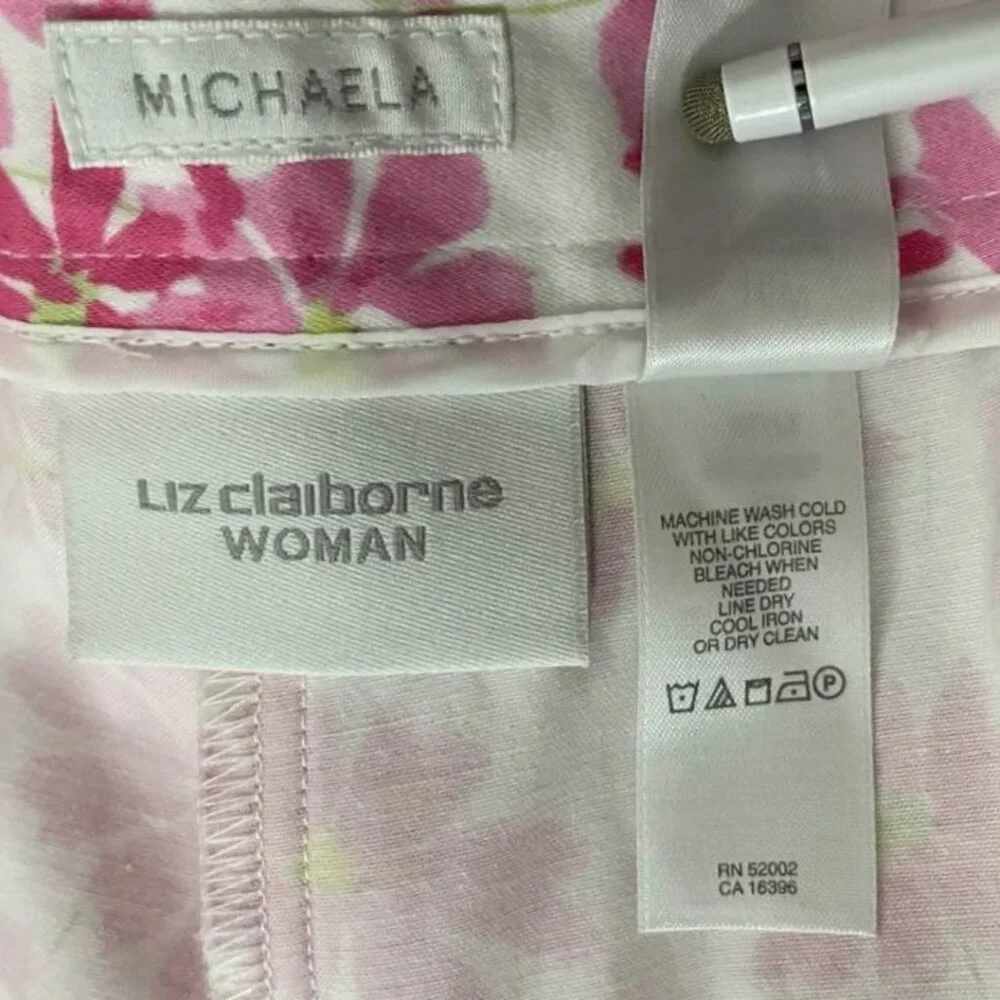 MICHAELA
Liz claiborne
WOMAN
MACHINE WASH COLD
WITH LIKE COLORS
NON-CHLORINE
BLEACH WHEN
NEEDED
LINE DRY
COOL IRON
OR DRY CLEAN
P
RN 52002
CA 16396